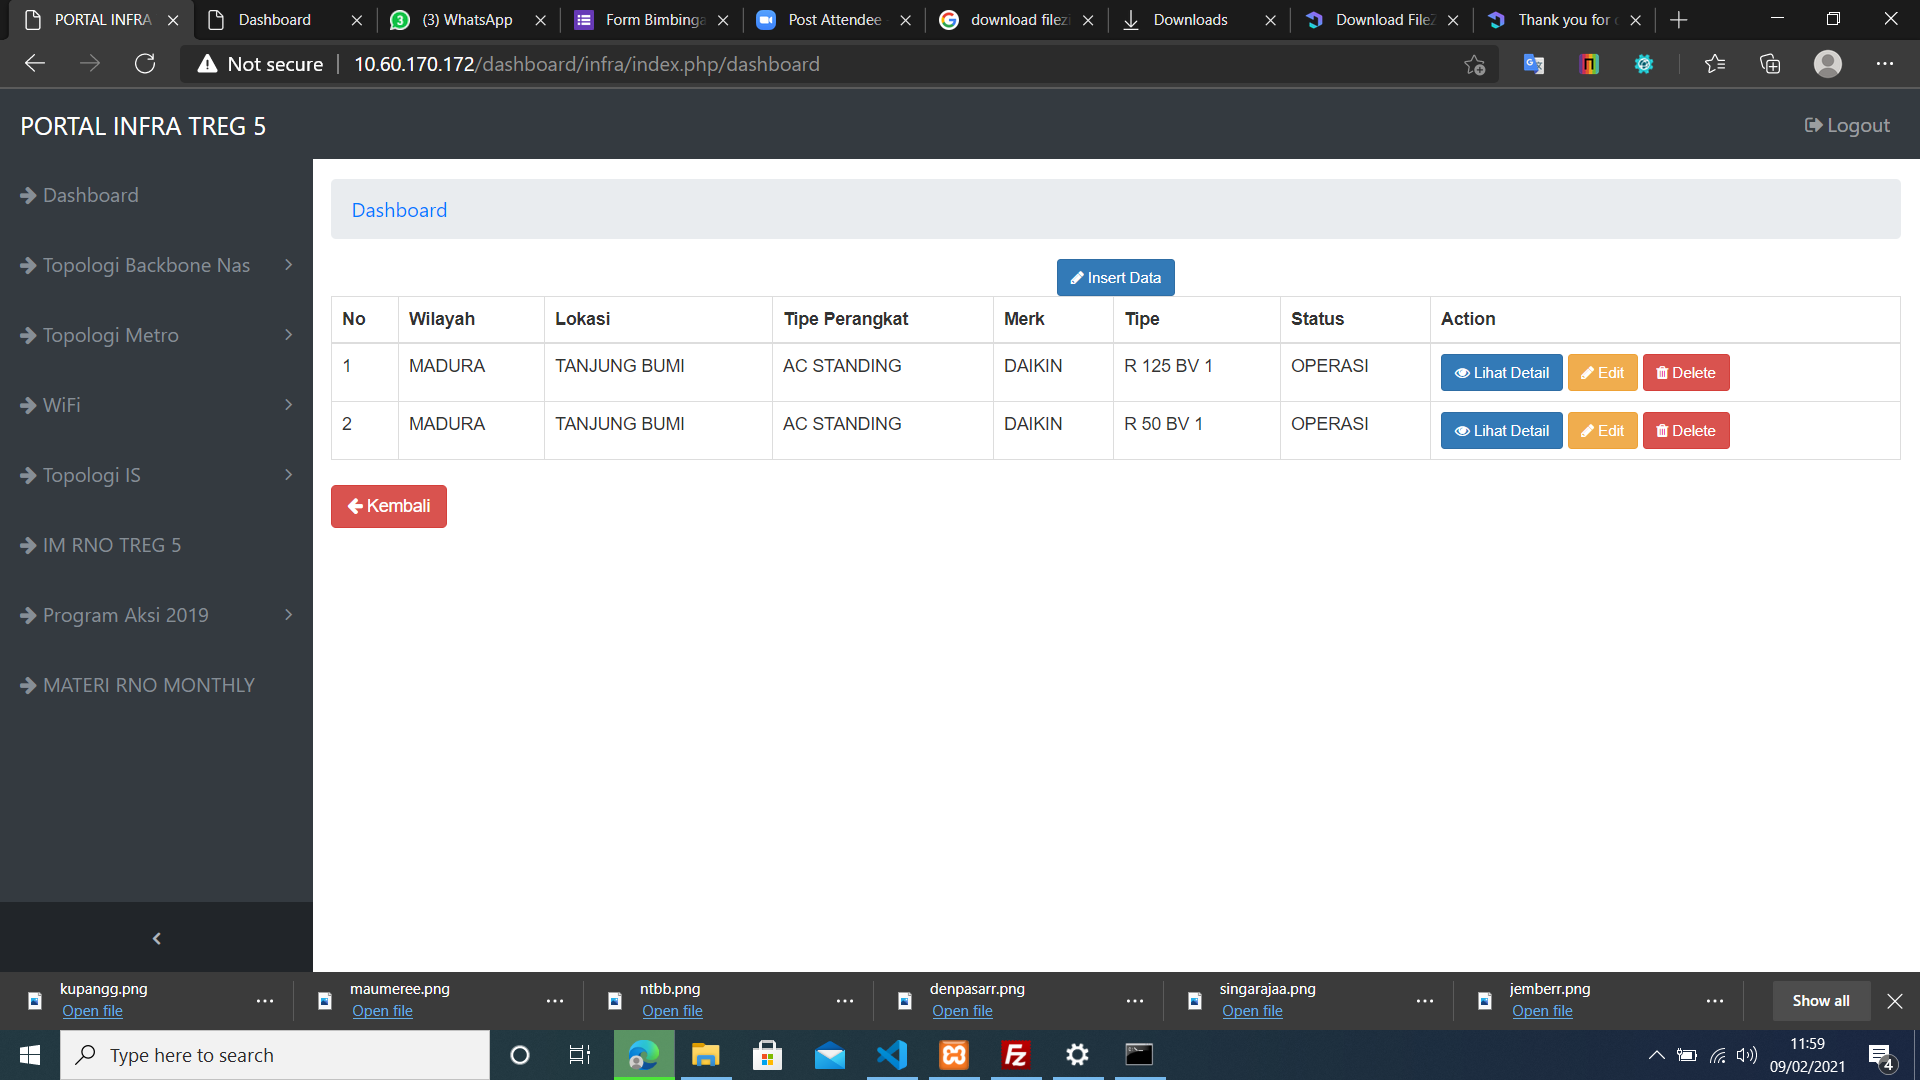 PORTAL INFRA
Dashboard
(3) WhatsApp
Form Bimbinga
Post Attendee
download filezi
Downloads
Download FileZ
Thank you for
Not secure 10.60.170.172/dashboard/infra/index.php/dashboard
PORTAL INFRA TREG 5
Logout
Dashboard
Topologi Backbone Nas
Topologi Metro
WiFi
Topologi IS
IM RNO TREG 5
Program Aksi 2019
MATERI RNO MONTHLY
Dashboard
Insert Data
No Wilayah Lokasi Tipe Perangkat Merk Tipe Status Action
1 MADURA TANJUNG BUMI AC STANDING DAIKIN R 125 BV 1 OPERASI Lihat Detail Edit Delete
2 MADURA TANJUNG BUMI AC STANDING DAIKIN R 50 BV 1 OPERASI Lihat Detail Edit Delete
Kembali
kupangg.png
Open file
maumeree.png
Open file
ntbb.png
Open file
denpasarr.png
Open file
singarajaa.png
Open file
jemberr.png
Open file
Show all
Type here to search
11:59
09/02/2021
4